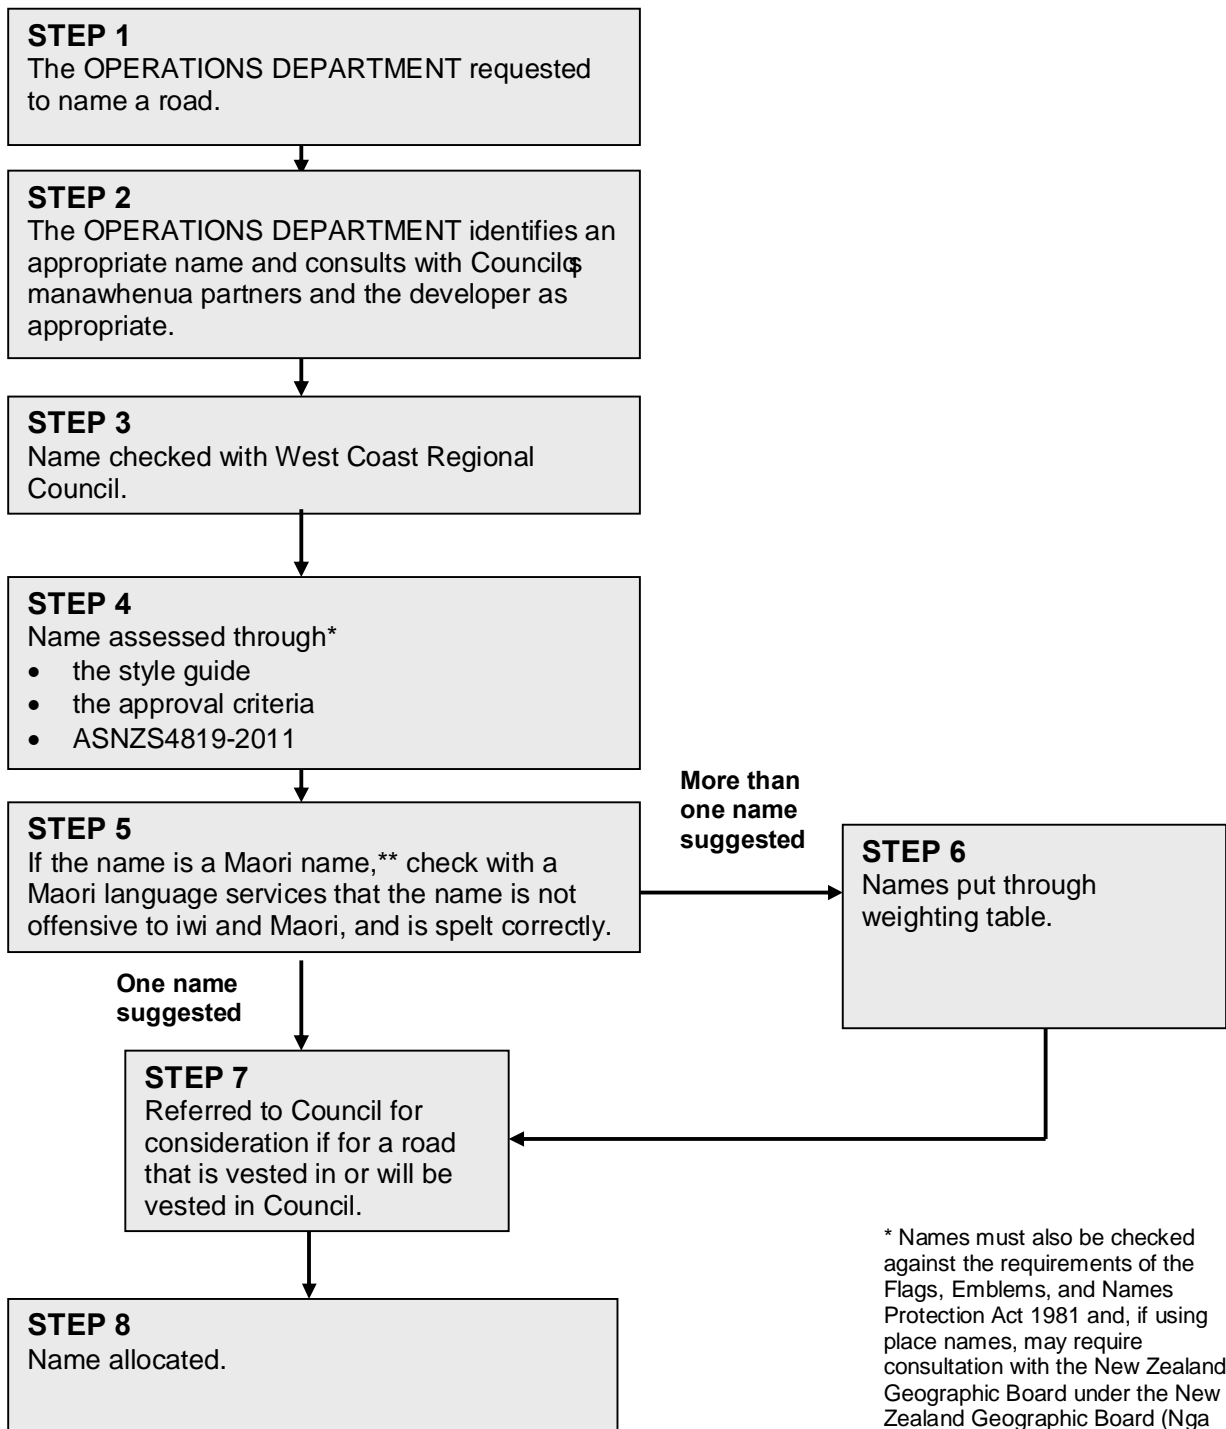 STEP 1
The OPERATIONS DEPARTMENT requested
to name a road.
STEP 2
The OPERATIONS DEPARTMENT identifies an
appropriate name and consults with Councilqs
manawhenua partners and the developer as
appropriate.
STEP 3
Name checked with West Coast Regional
Council.
STEP 4
Name assessed through*
• the style guide
• the approval criteria
• ASNZS4819-2011
STEP 5
If the name is a Maori name,** check with a
Maori language services that the name is not
offensive to iwi and Maori, and is spelt correctly.
More than
one name
suggested
STEP 6
Names put through
weighting table.
One name
suggested
STEP 7
Referred to Council for
consideration if for a road
that is vested in or will be
vested in Council.
STEP 8
Name allocated.
* Names must also be checked
against the requirements of the
Flags, Emblems, and Names
Protection Act 1981 and, if using
place names, may require
consultation with the New Zealand
Geographic Board under the New
Zealand Geographic Board (Nga